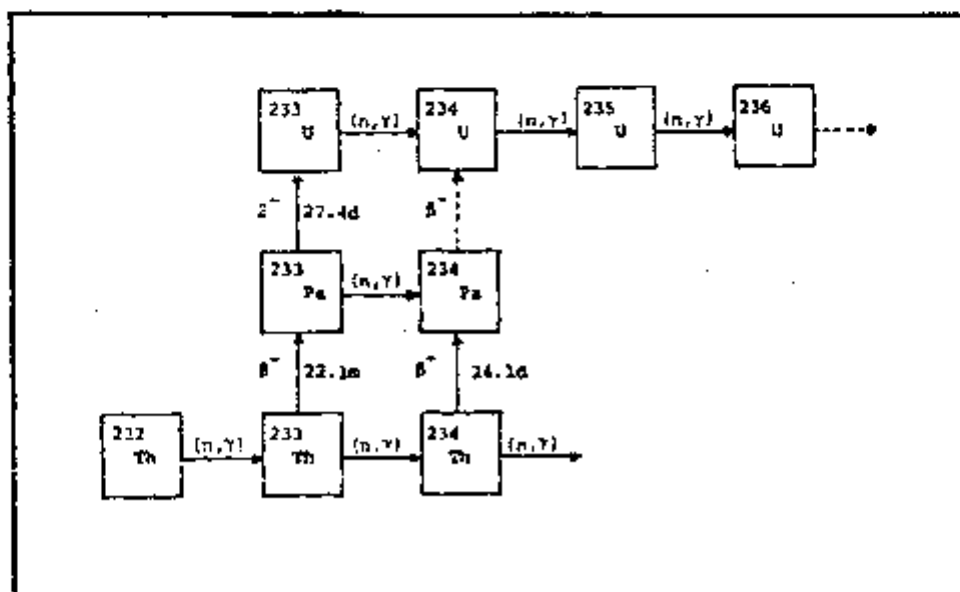 233 234 235 236
U (n,γ) U (n,γ) U (n,γ) U
β⁻ 27.4d β⁻
233 234
Pa (n,γ) Pa
β⁻ 22.1m β⁻ 24.1d
232 233 234
Th (n,γ) Th (n,γ) Th (n,γ)